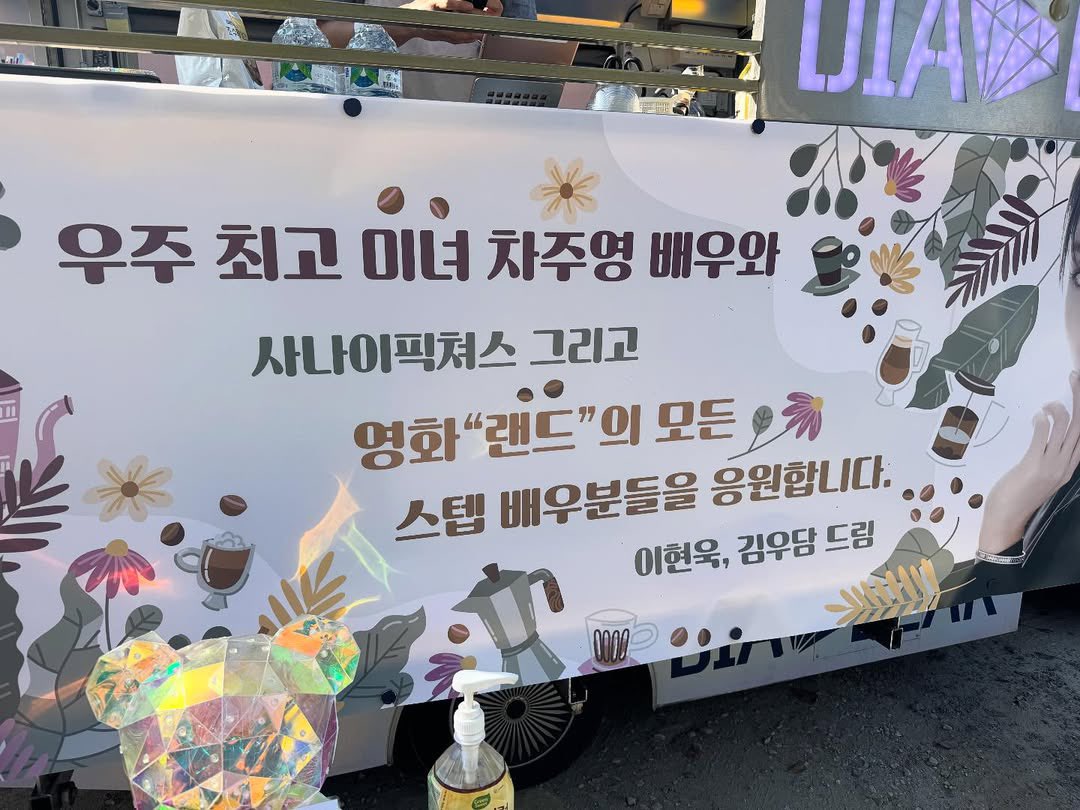 DIA
우주 최고 미녀 차주영 배우와
사나이픽쳐스 그리고
영화 "랜드"의 모든
스텝 배우분들을 응원합니다.
이현욱, 김우담 드림